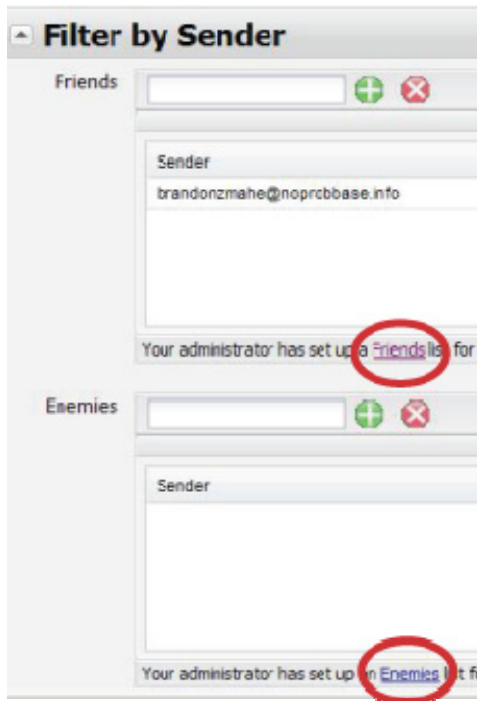 Filter by Sender
Friends
Sender
brandonzmahe@noprcbbase.info
Your administrator has set up a Friends list for
Enemies
Sender
Your administrator has set up an Enemies list f